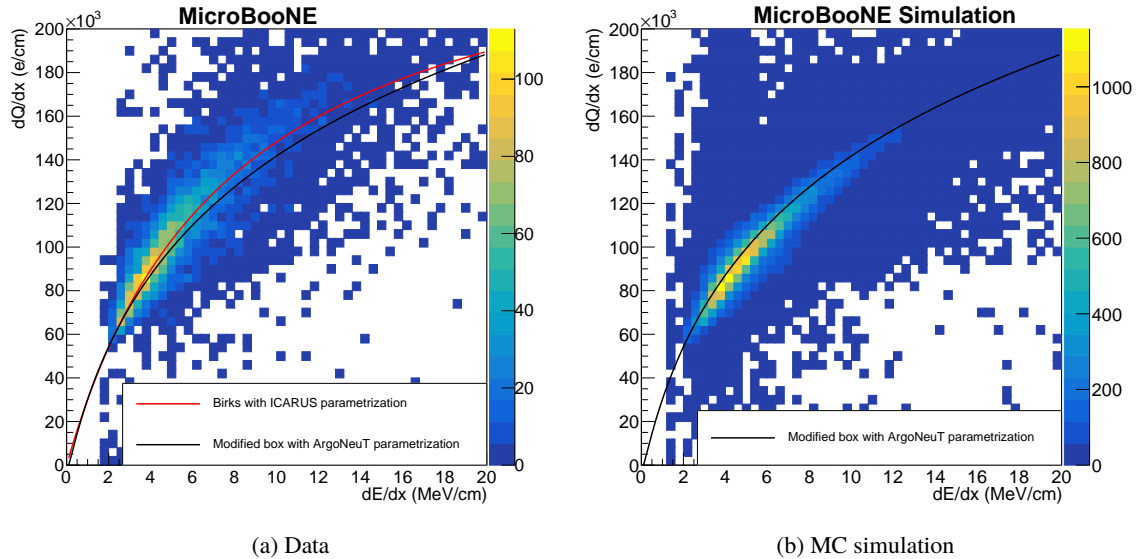 MicroBooNE
×10³
200
180
160
140
120
100
80
60
40
20
0
dQ/dx (e/cm)
0 2 4 6 8 10 12 14 16 18 20
dE/dx (MeV/cm)
100
80
60
40
20
0
Birks with ICARUS parametrization
Modified box with ArgoNeuT parametrization
(a) Data
MicroBooNE Simulation
×10³
200
180
160
140
120
100
80
60
40
20
0
dQ/dx (e/cm)
0 2 4 6 8 10 12 14 16 18 20
dE/dx (MeV/cm)
1000
800
600
400
200
0
Modified box with ArgoNeuT parametrization
(b) MC simulation